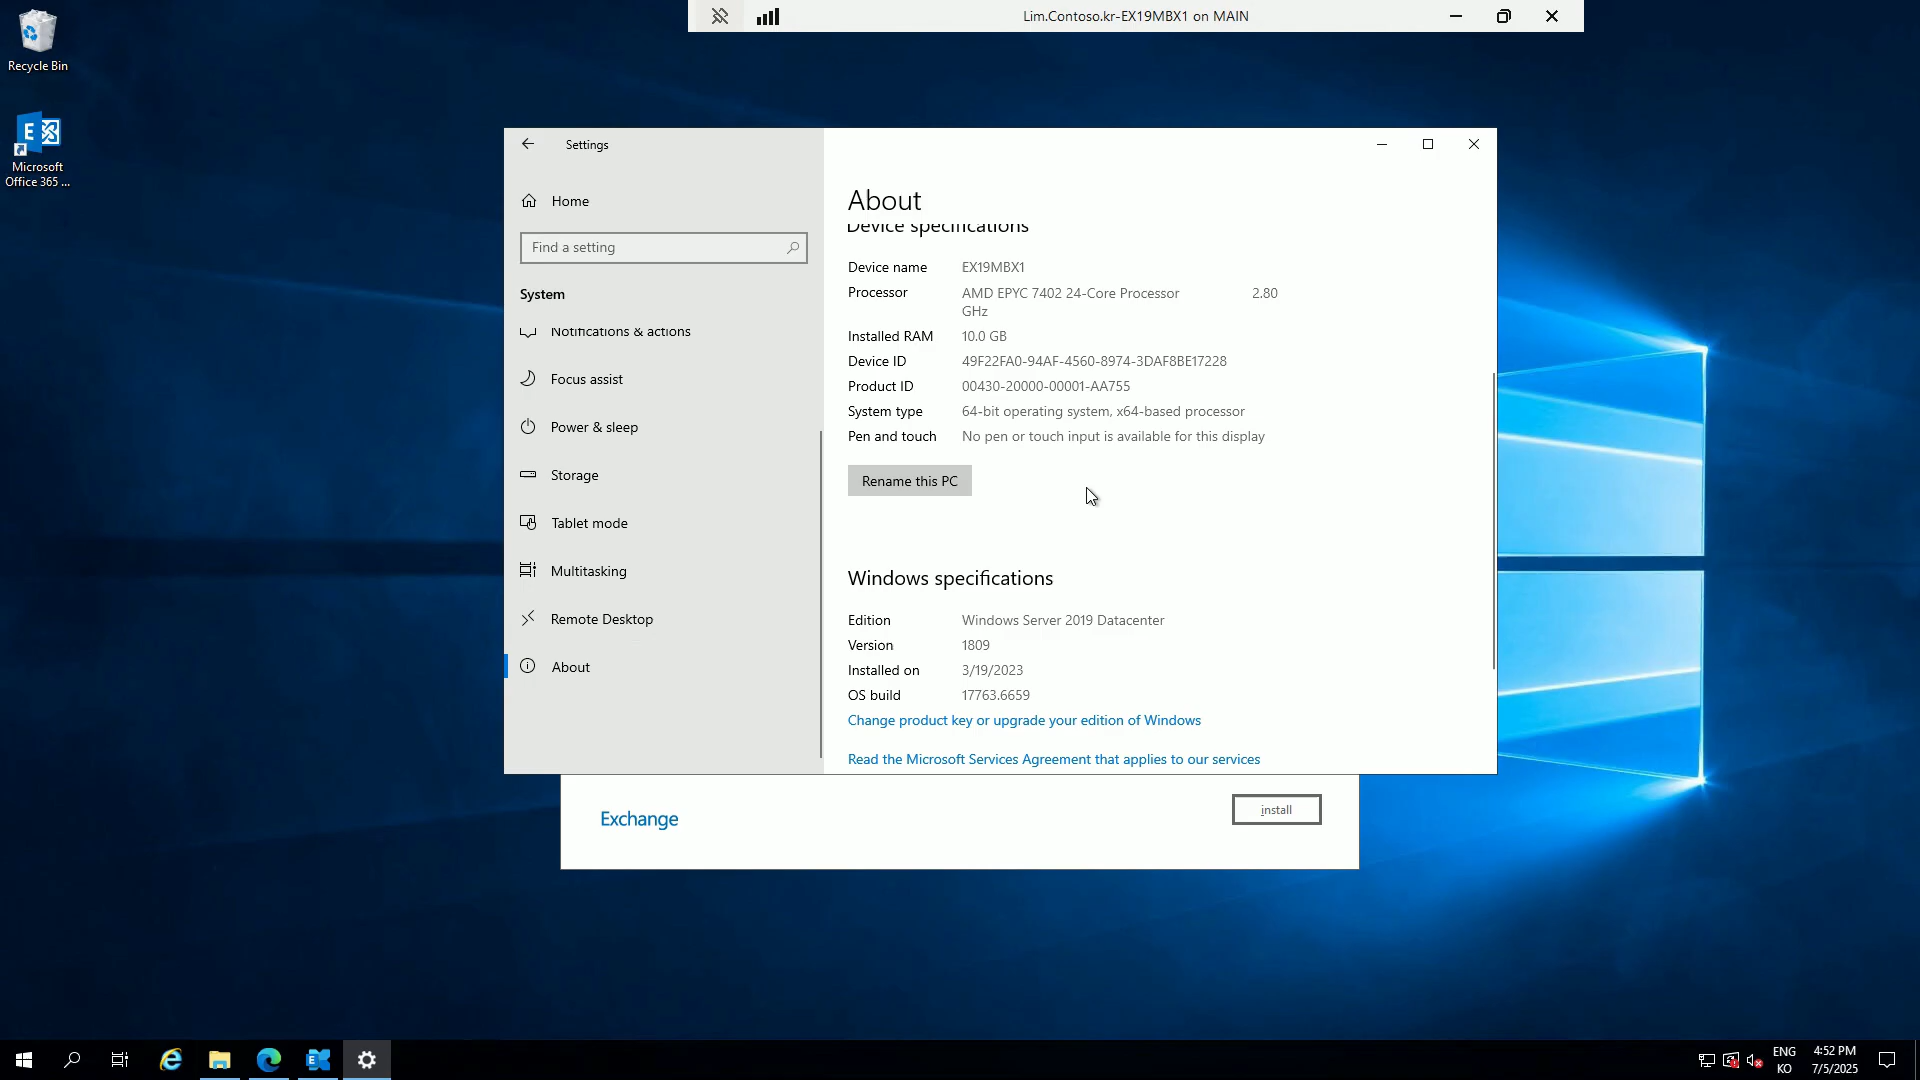 Lim.Contoso.kr-EX19MBX1 on MAIN
Recycle Bin
Microsoft
Office 365 ...
Settings
Home
Find a setting
System
Notifications & actions
Focus assist
Power & sleep
Storage
Tablet mode
Multitasking
Remote Desktop
About
About
Device specifications
Device name EX19MBX1
Processor AMD EPYC 7402 24-Core Processor 2.80
GHz
Installed RAM 10.0 GB
Device ID 49F22FA0-94AF-4560-8974-3DAF8BE17228
Product ID 00430-20000-00001-AA755
System type 64-bit operating system, x64-based processor
Pen and touch No pen or touch input is available for this display
Rename this PC
Windows specifications
Edition Windows Server 2019 Datacenter
Version 1809
Installed on 3/19/2023
OS build 17763.6659
Change product key or upgrade your edition of Windows
Read the Microsoft Services Agreement that applies to our services
Exchange
install
ENG
KO
4:52 PM
7/5/2025